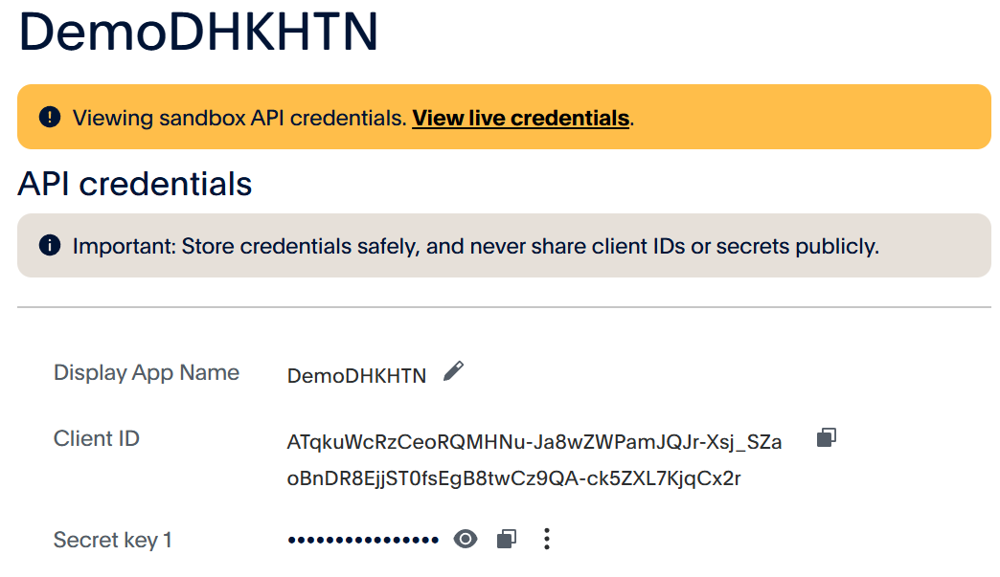 DemoDHKHTN
Viewing sandbox API credentials. View live credentials.
API credentials
Important: Store credentials safely, and never share client IDs or secrets publicly.
Display App Name DemoDHKHTN
Client ID ATqkuWcRzCeoRQMHNu-Ja8wZWPamJQJr-Xsj_SZa
oBnDR8EjjST0fsEgB8twCz9QA-ck5ZXL7KjqCx2r
Secret key 1 ••••••••••••••••